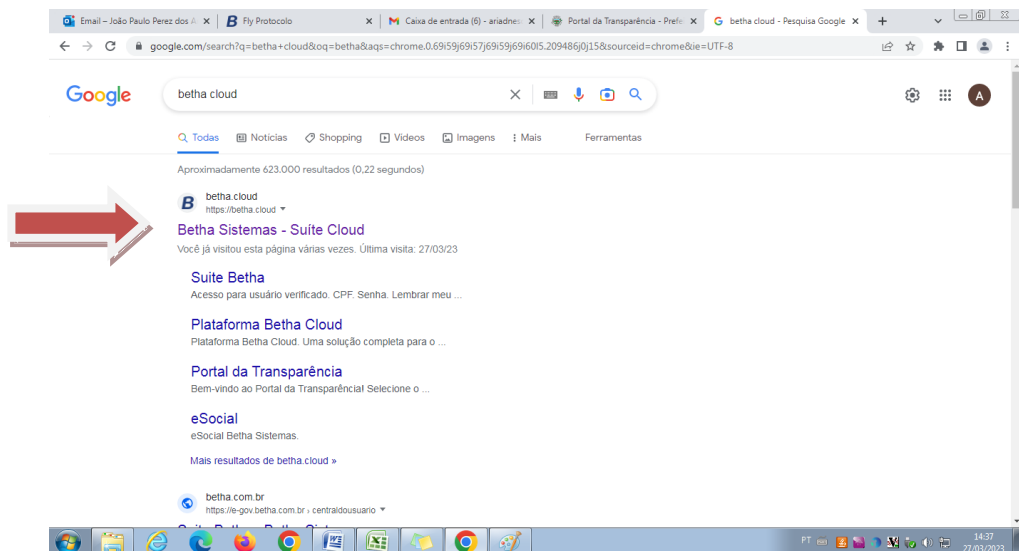 Email – João Paulo Perez dos A
Fly Protocolo
Caixa de entrada (6) - ariadnes
Portal da Transparência - Prefe
betha cloud - Pesquisa Google
google.com/search?q=betha+cloud&oq=betha&aqs=chrome.0.69i59j69i57j69i59j69i60l5.209486j0j15&sourceid=chrome&ie=UTF-8
Google
betha cloud
A
Todas Notícias Shopping Vídeos Imagens Mais Ferramentas
Aproximadamente 623.000 resultados (0,22 segundos)
B
betha.cloud
https://betha.cloud
Betha Sistemas - Suíte Cloud
Você já visitou esta página várias vezes. Última visita: 27/03/23
Suite Betha
Acesso para usuário verificado. CPF. Senha. Lembrar meu ...
Plataforma Betha Cloud
Plataforma Betha Cloud. Uma solução completa para o ...
Portal da Transparência
Bem-vindo ao Portal da Transparência! Selecione o ...
eSocial
eSocial Betha Sistemas.
Mais resultados de betha.cloud »
betha.com.br
https://e-gov.betha.com.br › centraldousuario
PT
14:37
27/03/2023